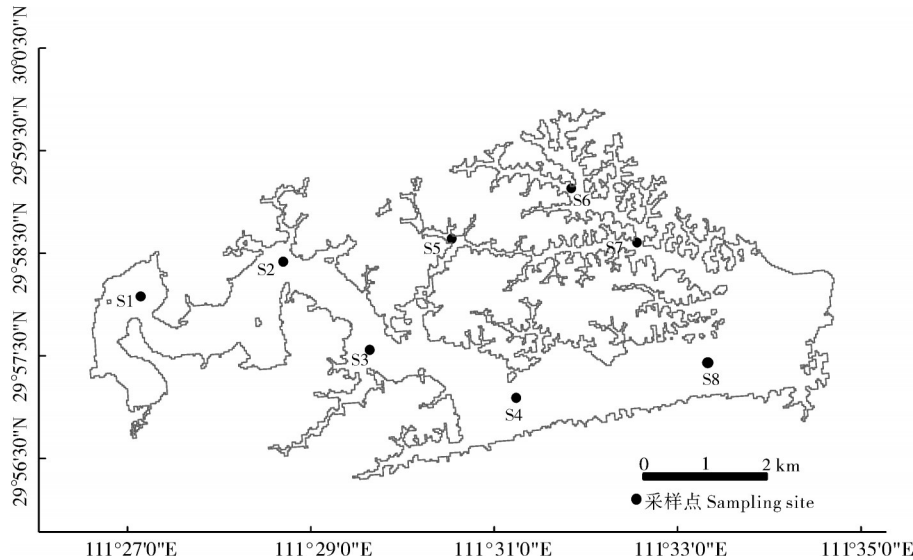 30°0'30"N
29°59'30"N
29°58'30"N
29°57'30"N
29°56'30"N
S6
S5
S7
S2
S1
S3
S8
S4
0 1 2 km
采样点 Sampling site
111°27'0"E 111°29'0"E 111°31'0"E 111°33'0"E 111°35'0"E